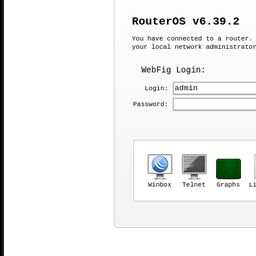 RouterOS v6.39.2
You have connected to a router.
your local network administrator
WebFig Login:
Login: admin
Password:
Winbox Telnet Graphs